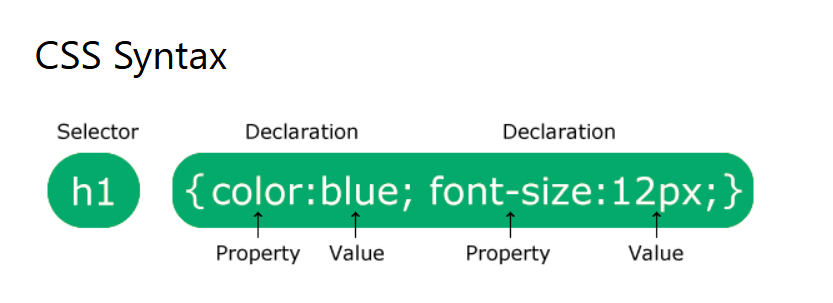 CSS Syntax
Selector Declaration Declaration
h1 {color:blue; font-size:12px;}
Property Value Property Value